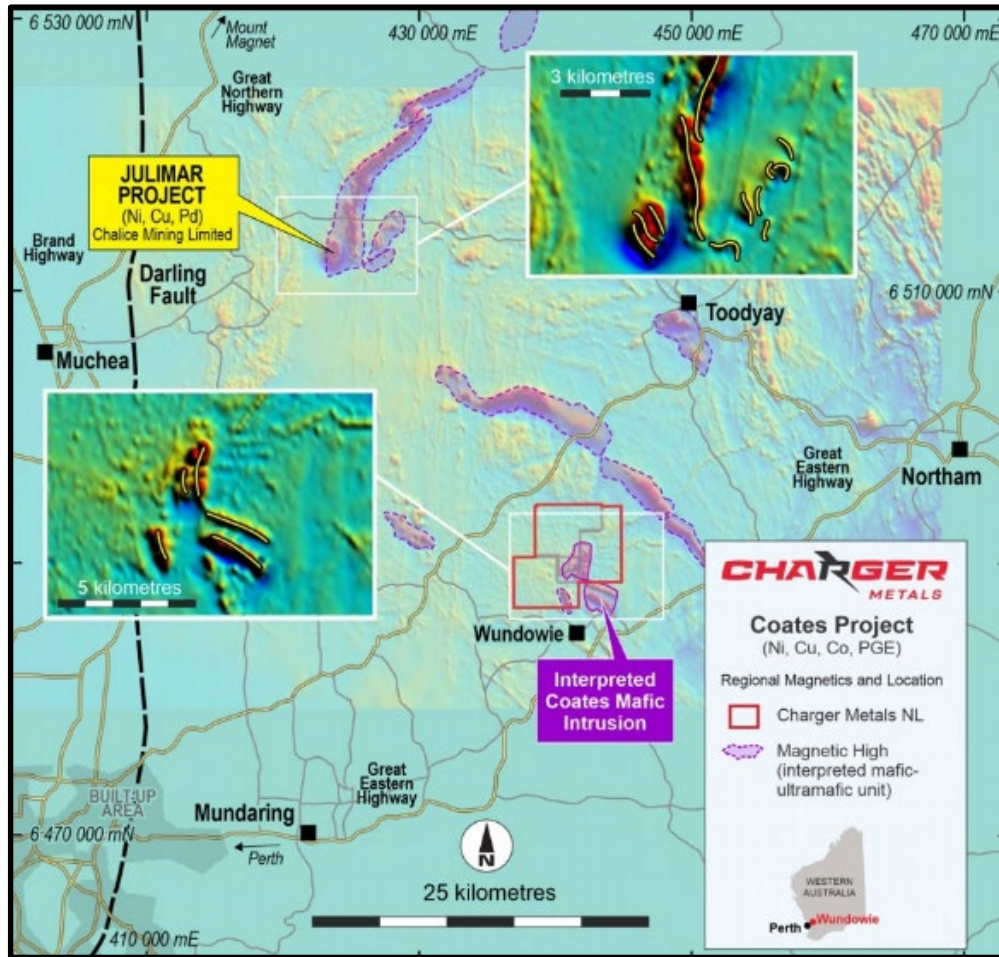 6 530 000 mN
Mount
Magnet
430 000 mE
450 000 mE
470 000 mE
Great
Northern
Highway
3 kilometres
JULIMAR
PROJECT
(Ni, Cu, Pd)
Chalice Mining Limited
Brand
Highway
Darling
Fault
6 510 000 mN
Toodyay
Muchea
Great
Eastern
Highway
Northam
5 kilometres
Wundowie
Interpreted
Coates Mafic
Intrusion
CHARGER
METALS
Coates Project
(Ni, Cu, Co, PGE)
Regional Magnetics and Location
Charger Metals NL
Magnetic High
(interpreted mafic-
ultramafic unit)
WESTERN
AUSTRALIA
Perth
Wundowie
Great
Eastern
Highway
BUILT-UP
AREA
Mundaring
6 470 000 mN
Perth
N
25 kilometres
410 000 mE